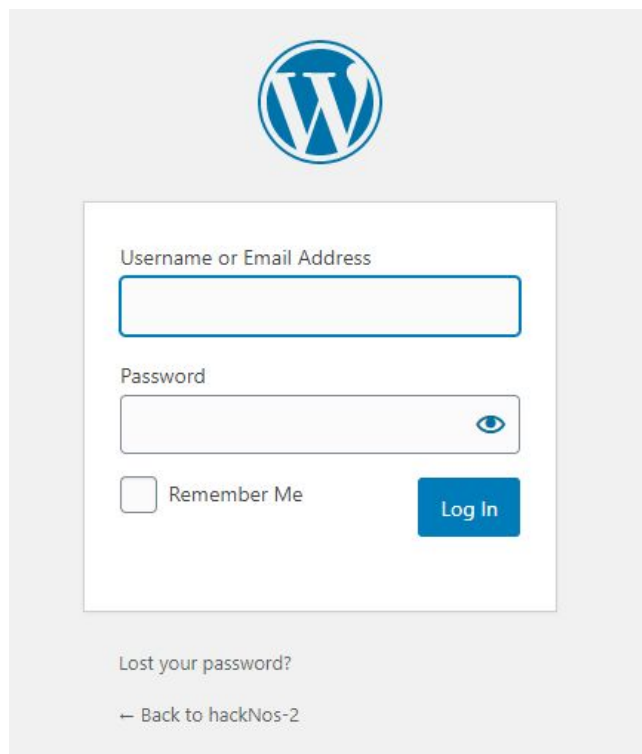 Username or Email Address
Password
Remember Me
Log In
Lost your password?
← Back to hackNos-2